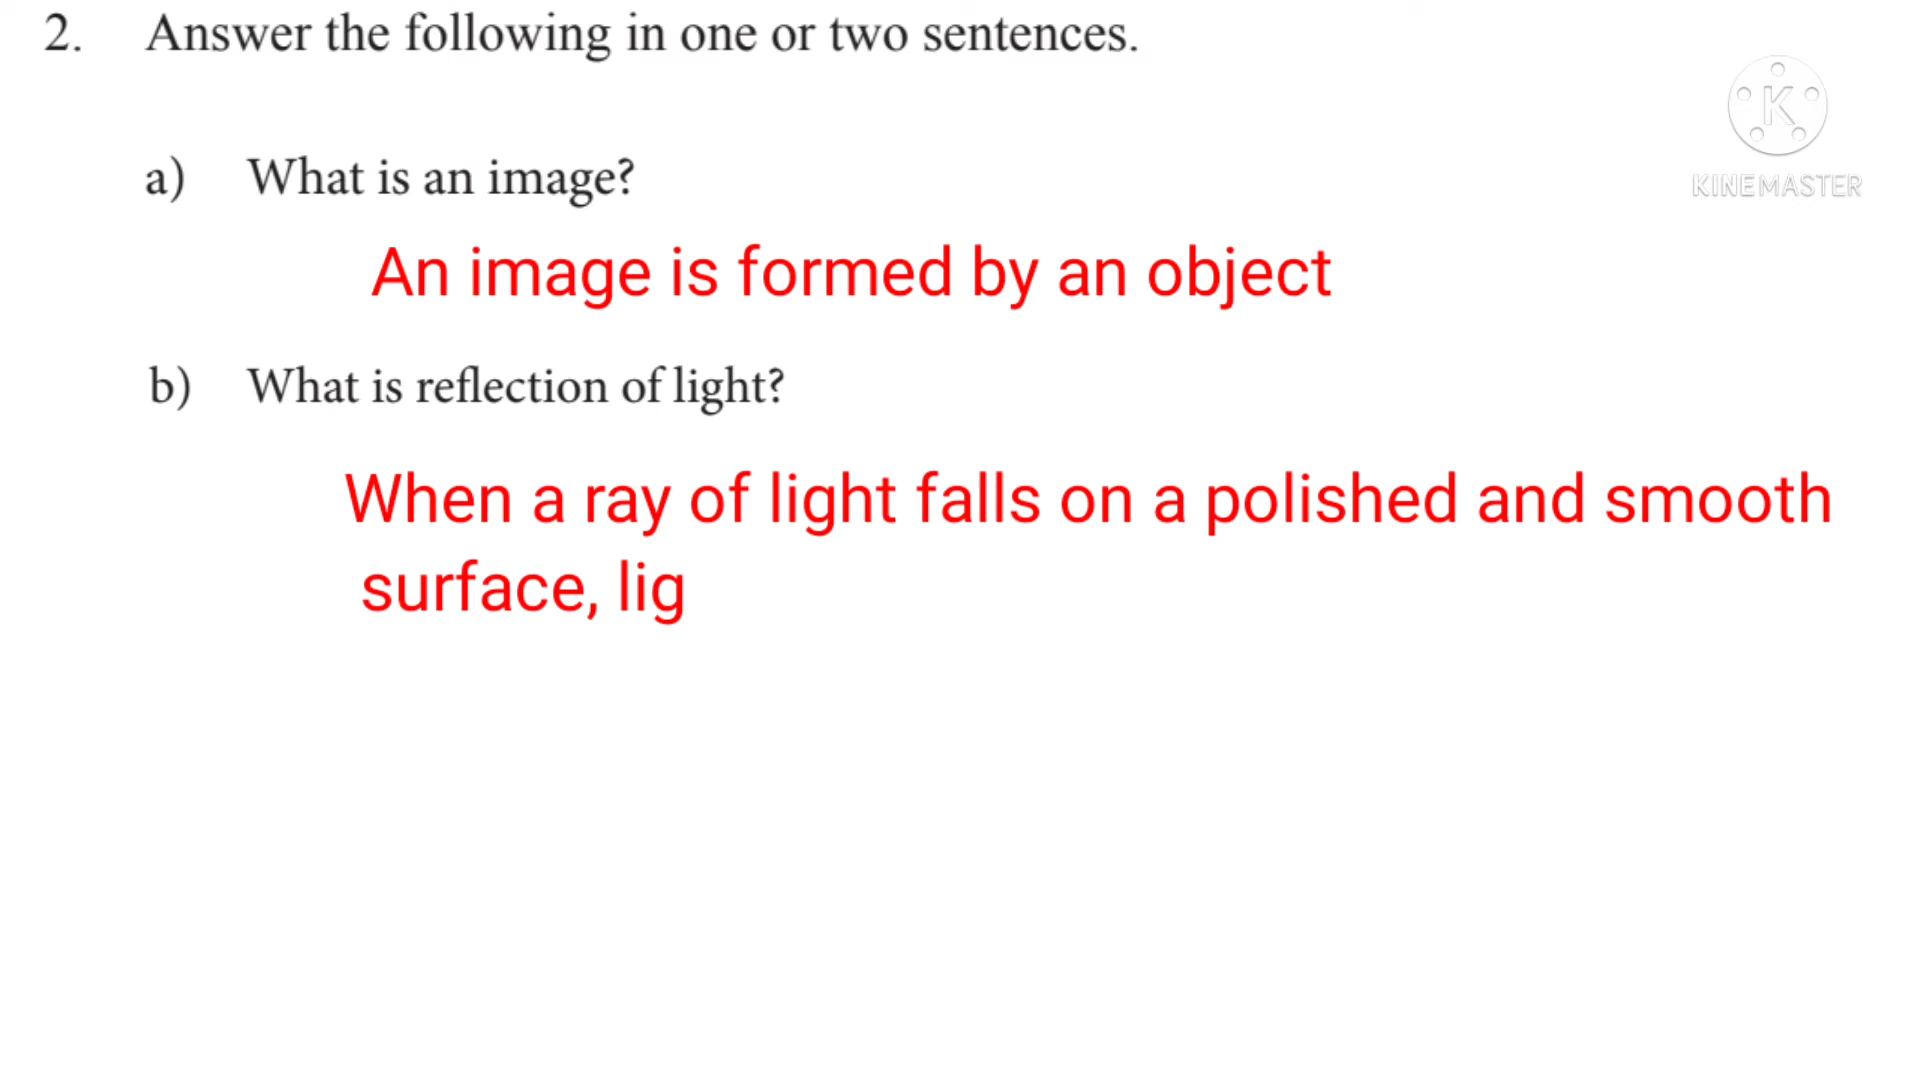 2. Answer the following in one or two sentences.
KINEMASTER
a) What is an image?
An image is formed by an object
b) What is reflection of light?
When a ray of light falls on a polished and smooth
surface, lig